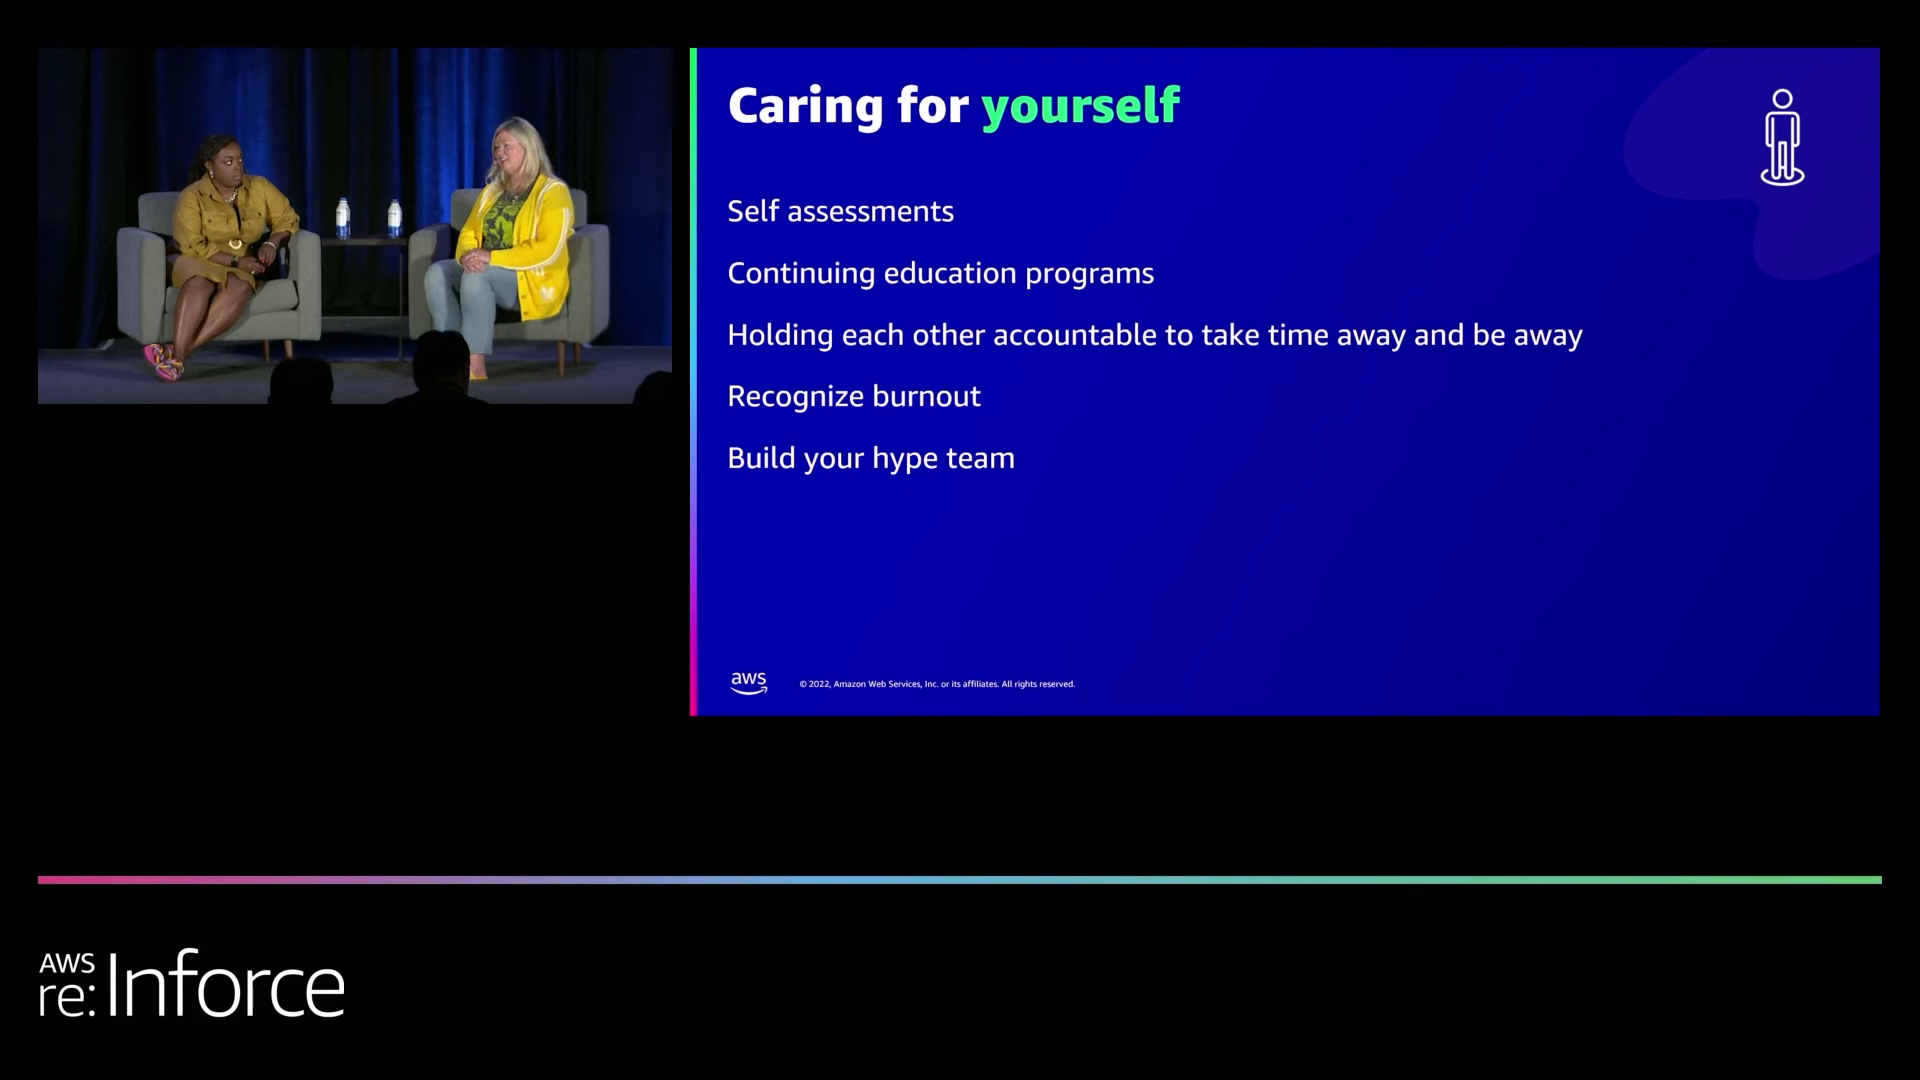 Caring for yourself
Self assessments
Continuing education programs
Holding each other accountable to take time away and be away
Recognize burnout
Build your hype team
aws
© 2022, Amazon Web Services, Inc. or its affiliates. All rights reserved.
AWS
re:Inforce